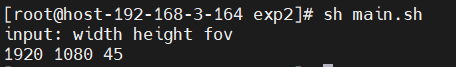 [root@host-192-168-3-164 exp2]# sh main.sh
input: width height fov
1920 1080 45